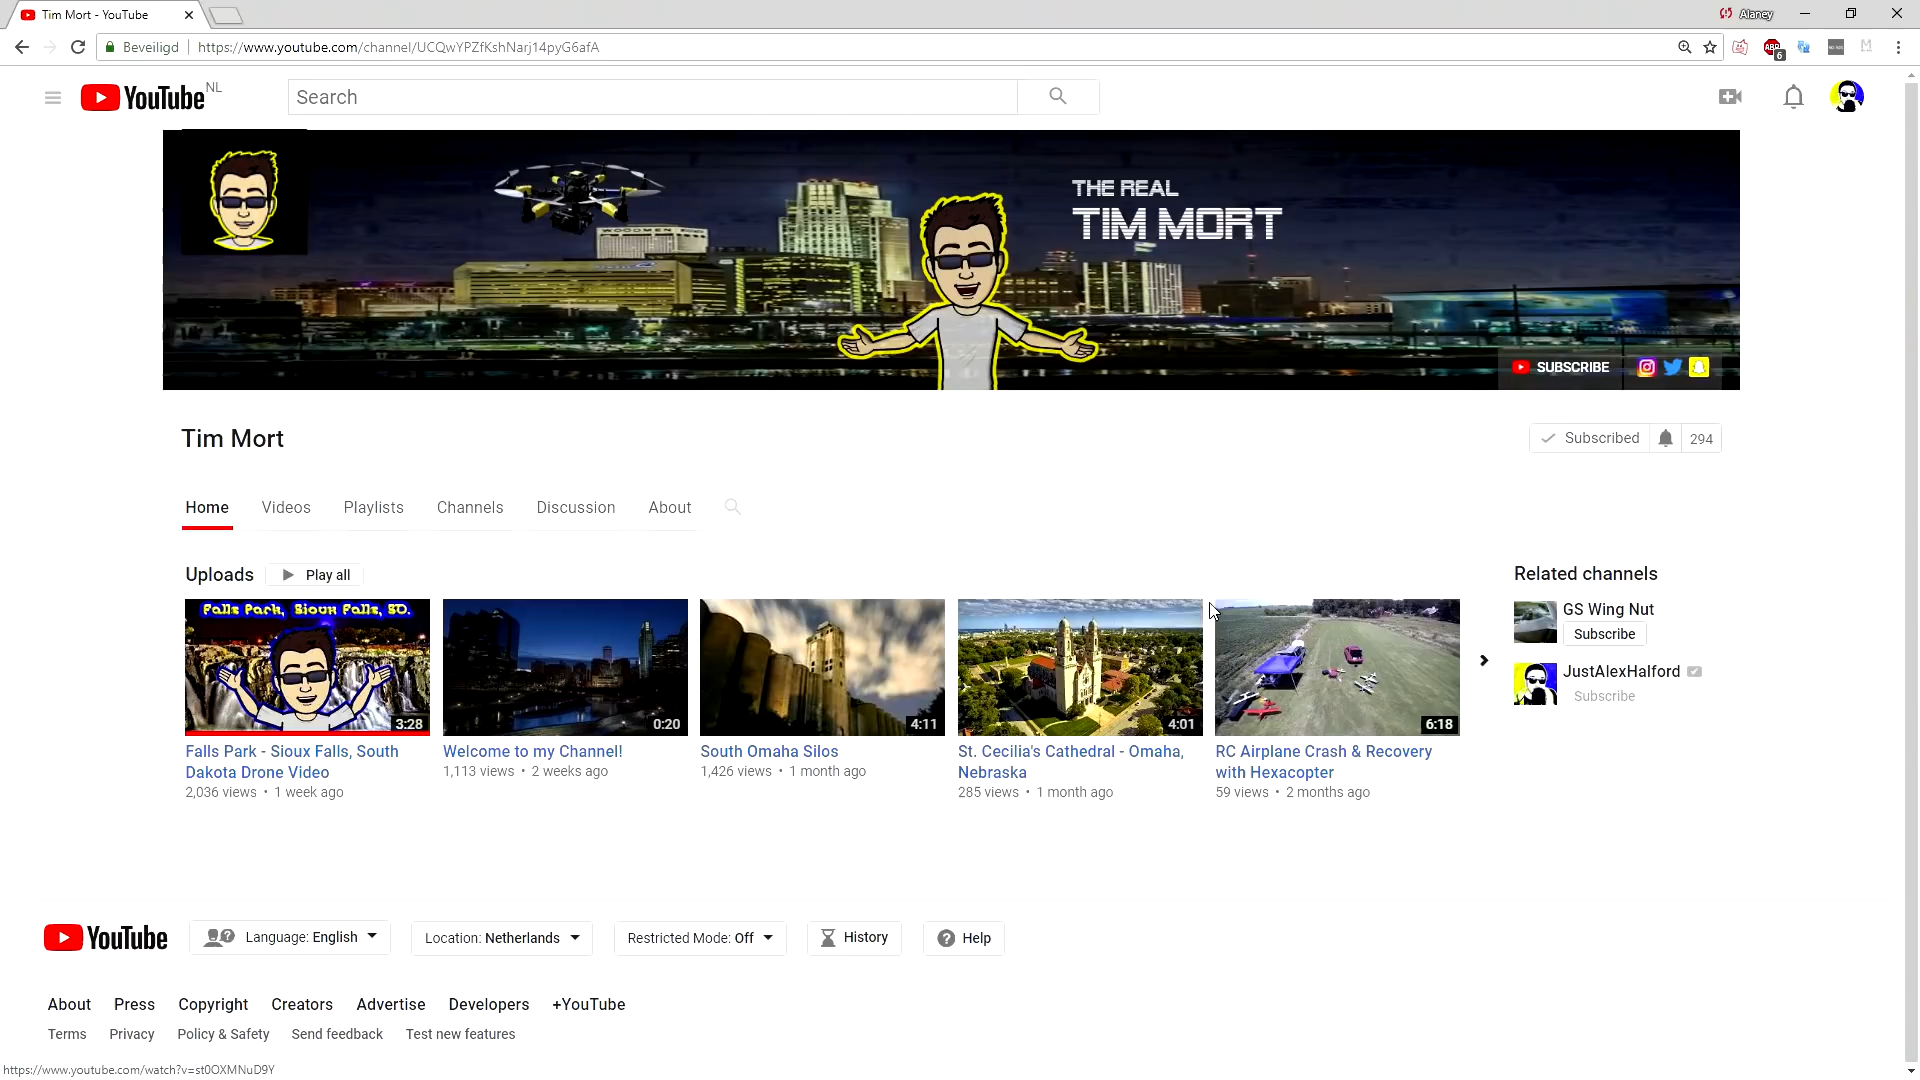 Tim Mort - YouTube
Alaney
Beveiligd
https://www.youtube.com/channel/UCQwYPZfKshNarj14pyG6afA
ABP
6
YouTube NL
Search
WOODMEN
THE REAL
TIM MORT
SUBSCRIBE
Tim Mort
Subscribed
294
Home
Videos
Playlists
Channels
Discussion
About
Uploads
Play all
Related channels
Falls Park, Sioux Falls, SD.
3:28
0:20
4:11
4:01
6:18
GS Wing Nut
Subscribe
JustAlexHalford
Subscribe
Falls Park - Sioux Falls, South
Dakota Drone Video
2,036 views • 1 week ago
Welcome to my Channel!
1,113 views • 2 weeks ago
South Omaha Silos
1,426 views • 1 month ago
St. Cecilia's Cathedral - Omaha,
Nebraska
285 views • 1 month ago
RC Airplane Crash & Recovery
with Hexacopter
59 views • 2 months ago
YouTube
Language: English
Location: Netherlands
Restricted Mode: Off
History
Help
About
Press
Copyright
Creators
Advertise
Developers
+YouTube
Terms
Privacy
Policy & Safety
Send feedback
Test new features
https://www.youtube.com/watch?v=st0OXMNuD9Y